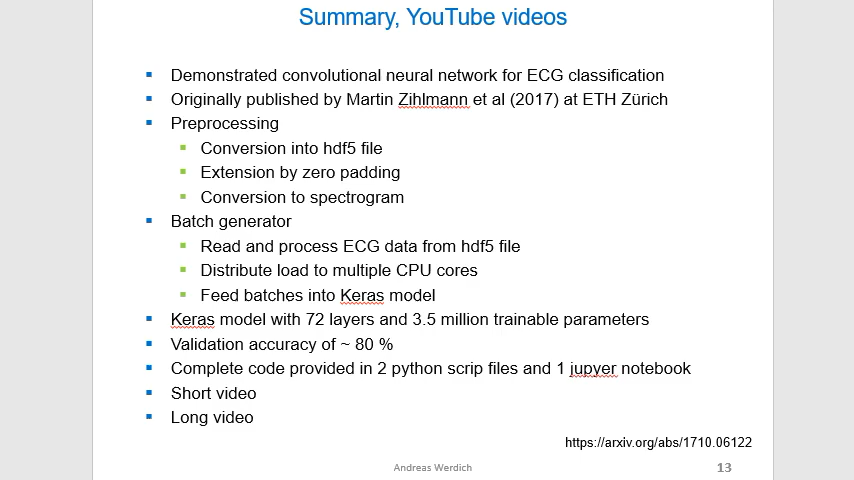 Summary, YouTube videos
Demonstrated convolutional neural network for ECG classification
Originally published by Martin Zihlmann et al (2017) at ETH Zürich
Preprocessing
Conversion into hdf5 file
Extension by zero padding
Conversion to spectrogram
Batch generator
Read and process ECG data from hdf5 file
Distribute load to multiple CPU cores
Feed batches into Keras model
Keras model with 72 layers and 3.5 million trainable parameters
Validation accuracy of ~ 80 %
Complete code provided in 2 python scrip files and 1 jupyer notebook
Short video
Long video
https://arxiv.org/abs/1710.06122
Andreas Werdich
13